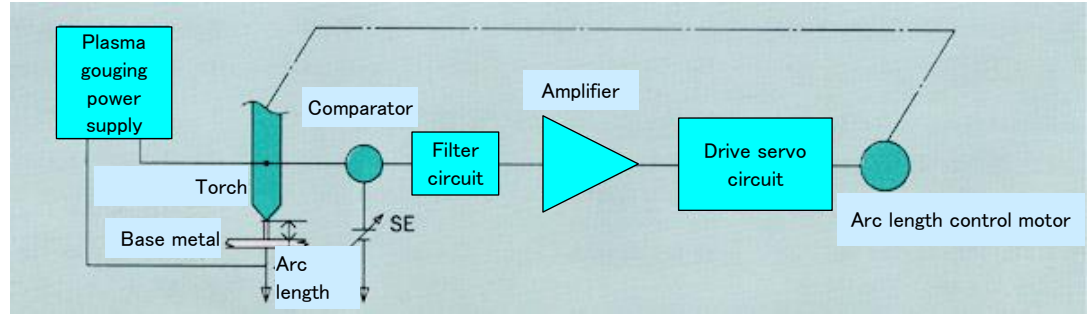 Plasma
gouging
power
supply
Comparator
Amplifier
Filter
circuit
Drive servo
circuit
Torch
SE
Arc length control motor
Base metal
Arc
length